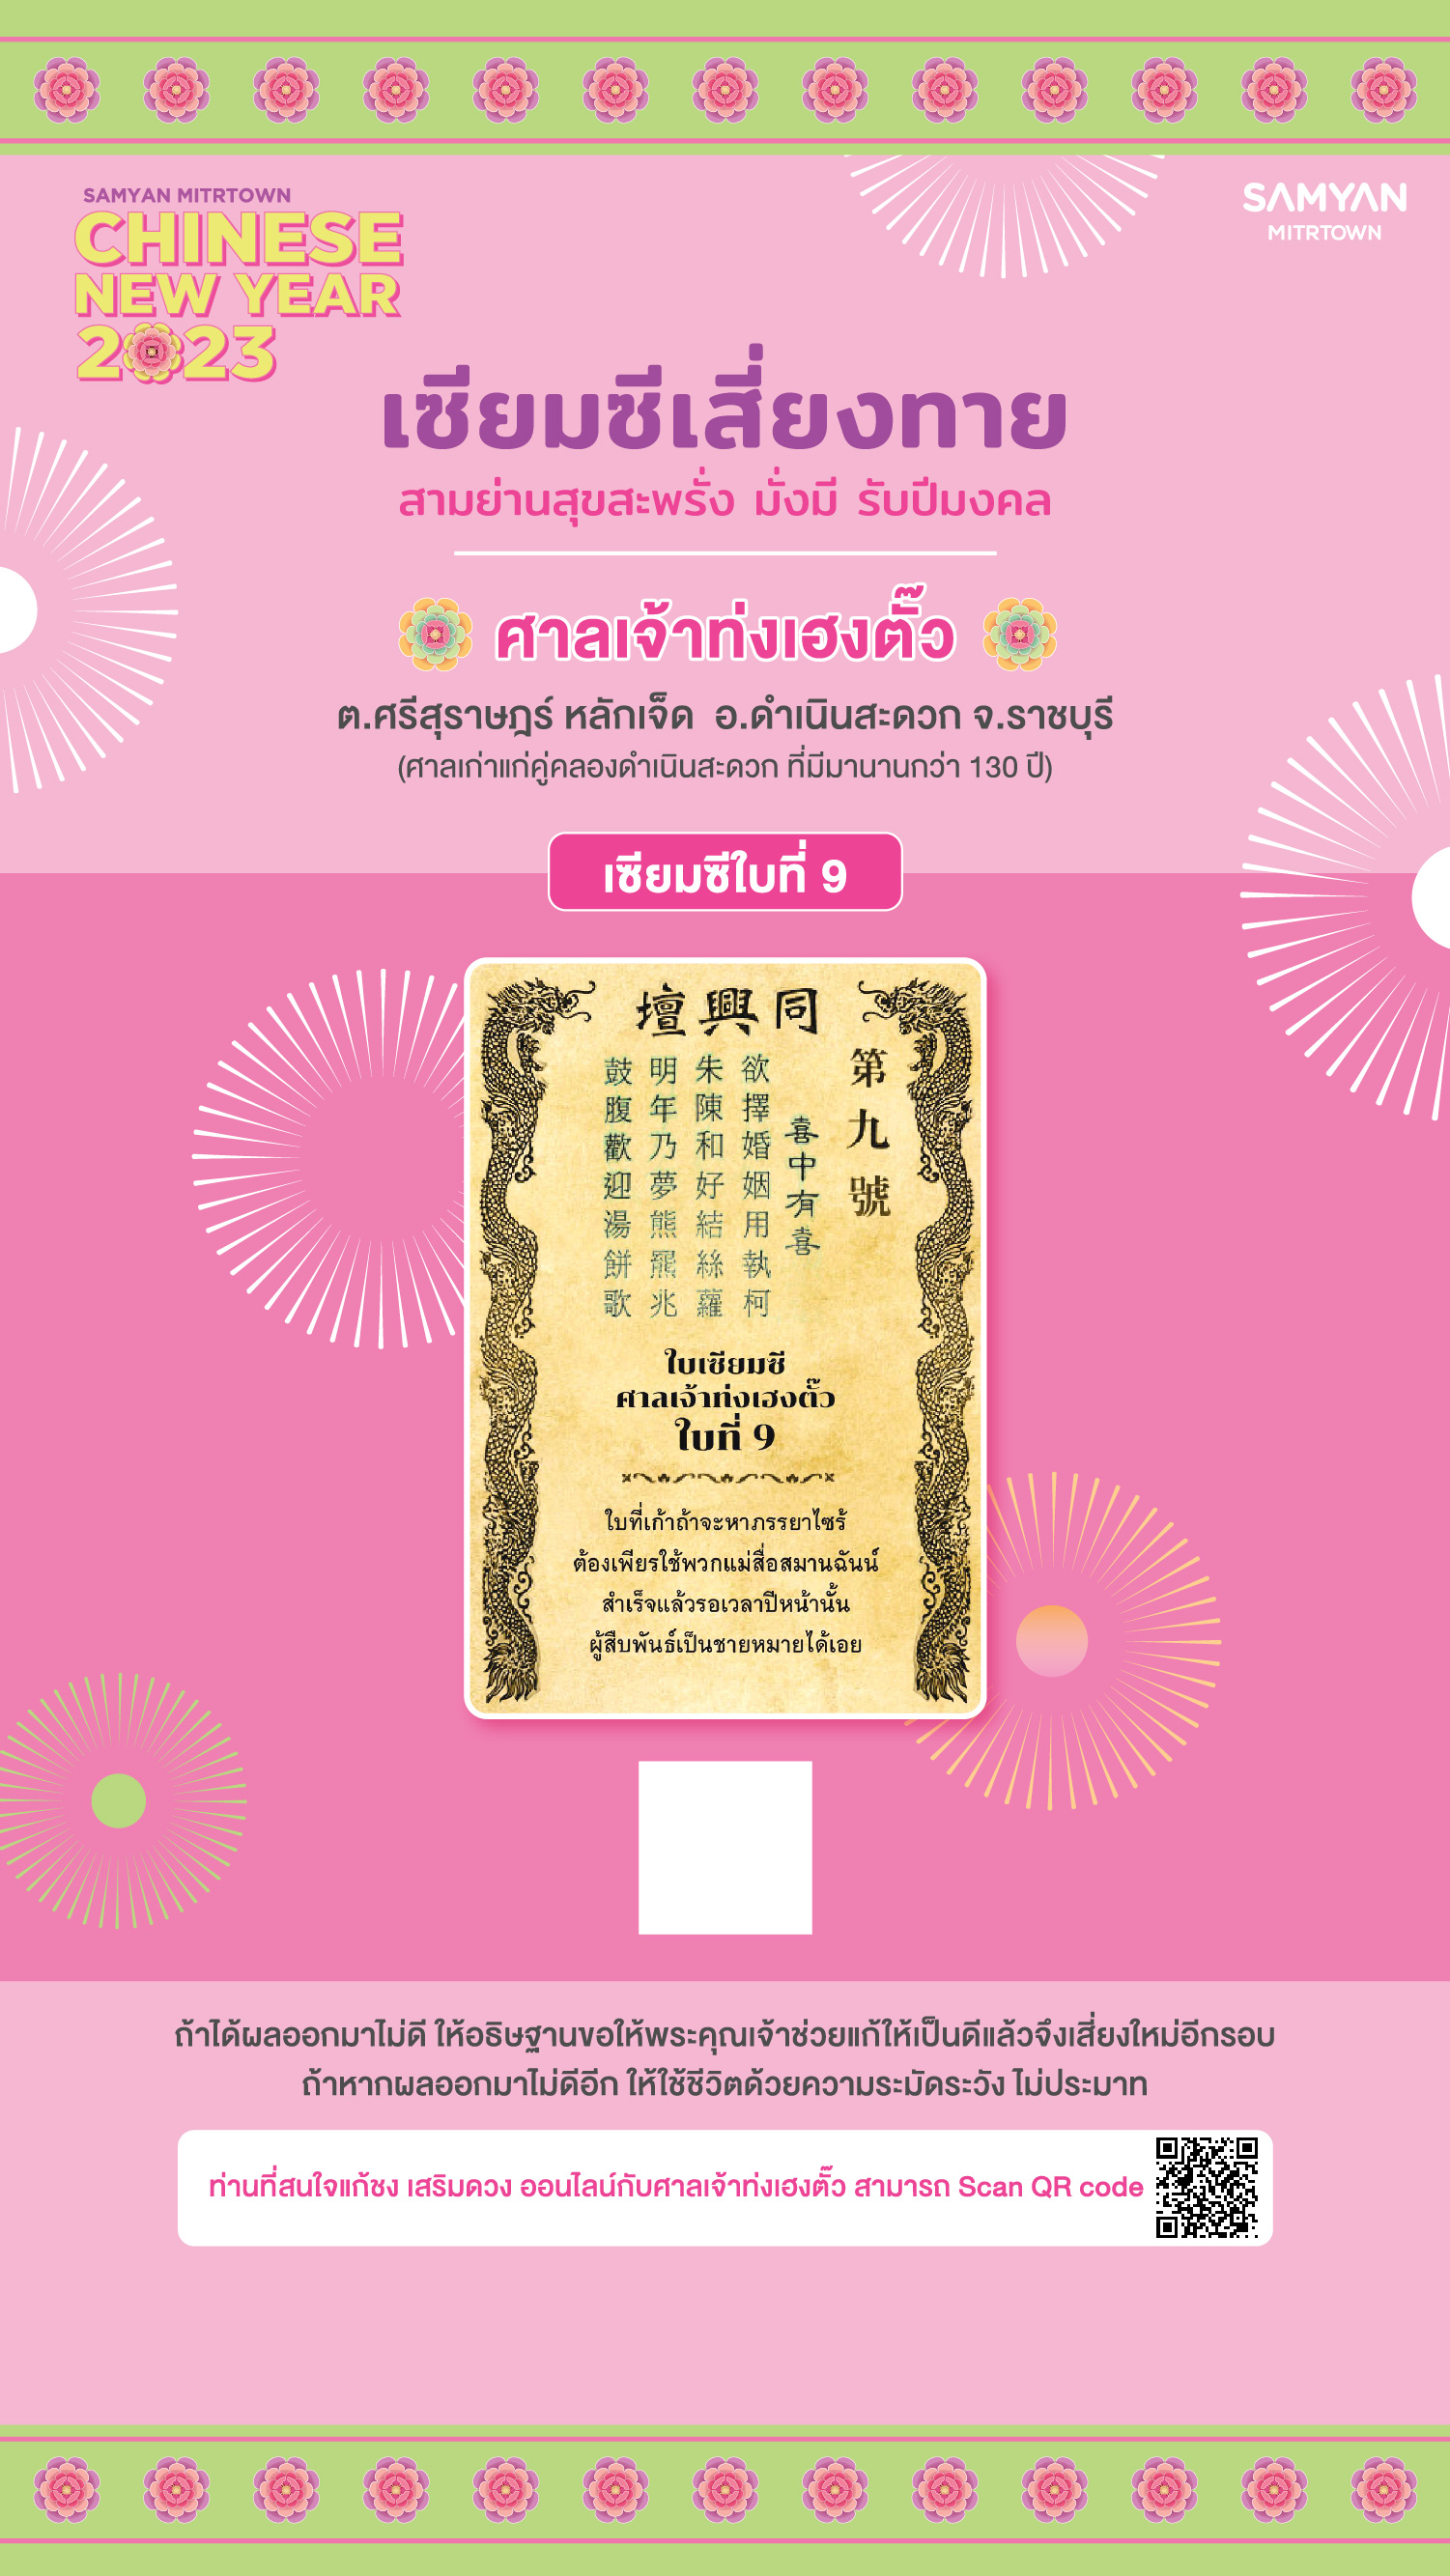 SAMYAN MITRTOWN
CHINESE
NEW YEAR
2023
SAMYAN
MITRTOWN
เซียมซีเสี่ยงทาย
สามย่านสุขสะพรั่ง มั่งมี รับปีมงคล
ศาลเจ้าท่งเฮงตั๊ว
ต.ศรีสุราษฎร์ หลักเจ็ด อ.ดำเนินสะดวก จ.ราชบุรี
(ศาลเก่าแก่คู่คลองดำเนินสะดวก ที่มีมานานกว่า 130 ปี)
เซียมซีใบที่ 9
壇興同
第九號
喜中有喜
欲擇婚姻用執柯
朱陳和好結絲蘿
明年乃夢熊羆兆
鼓腹歡迎湯餅歌
ใบเซียมซี
ศาลเจ้าท่งเฮงตั๊ว
ใบที่ 9
ใบที่เก้าถ้าจะหาภรรยาไซร้
ต้องเพียรใช้พวกแม่สื่อสมานฉันน์
สำเร็จแล้วรอเวลาปีหน้านั้น
ผู้สืบพันธ์เป็นชายหมายได้เอย
ถ้าได้ผลออกมาไม่ดี ให้อธิษฐานขอให้พระคุณเจ้าช่วยแก้ให้เป็นดีแล้วจึงเสี่ยงใหม่อีกรอบ
ถ้าหากผลออกมาไม่ดีอีก ให้ใช้ชีวิตด้วยความระมัดระวัง ไม่ประมาท
ท่านที่สนใจแก้ชง เสริมดวง ออนไลน์กับศาลเจ้าท่งเฮงตั๊ว สามารถ Scan QR code